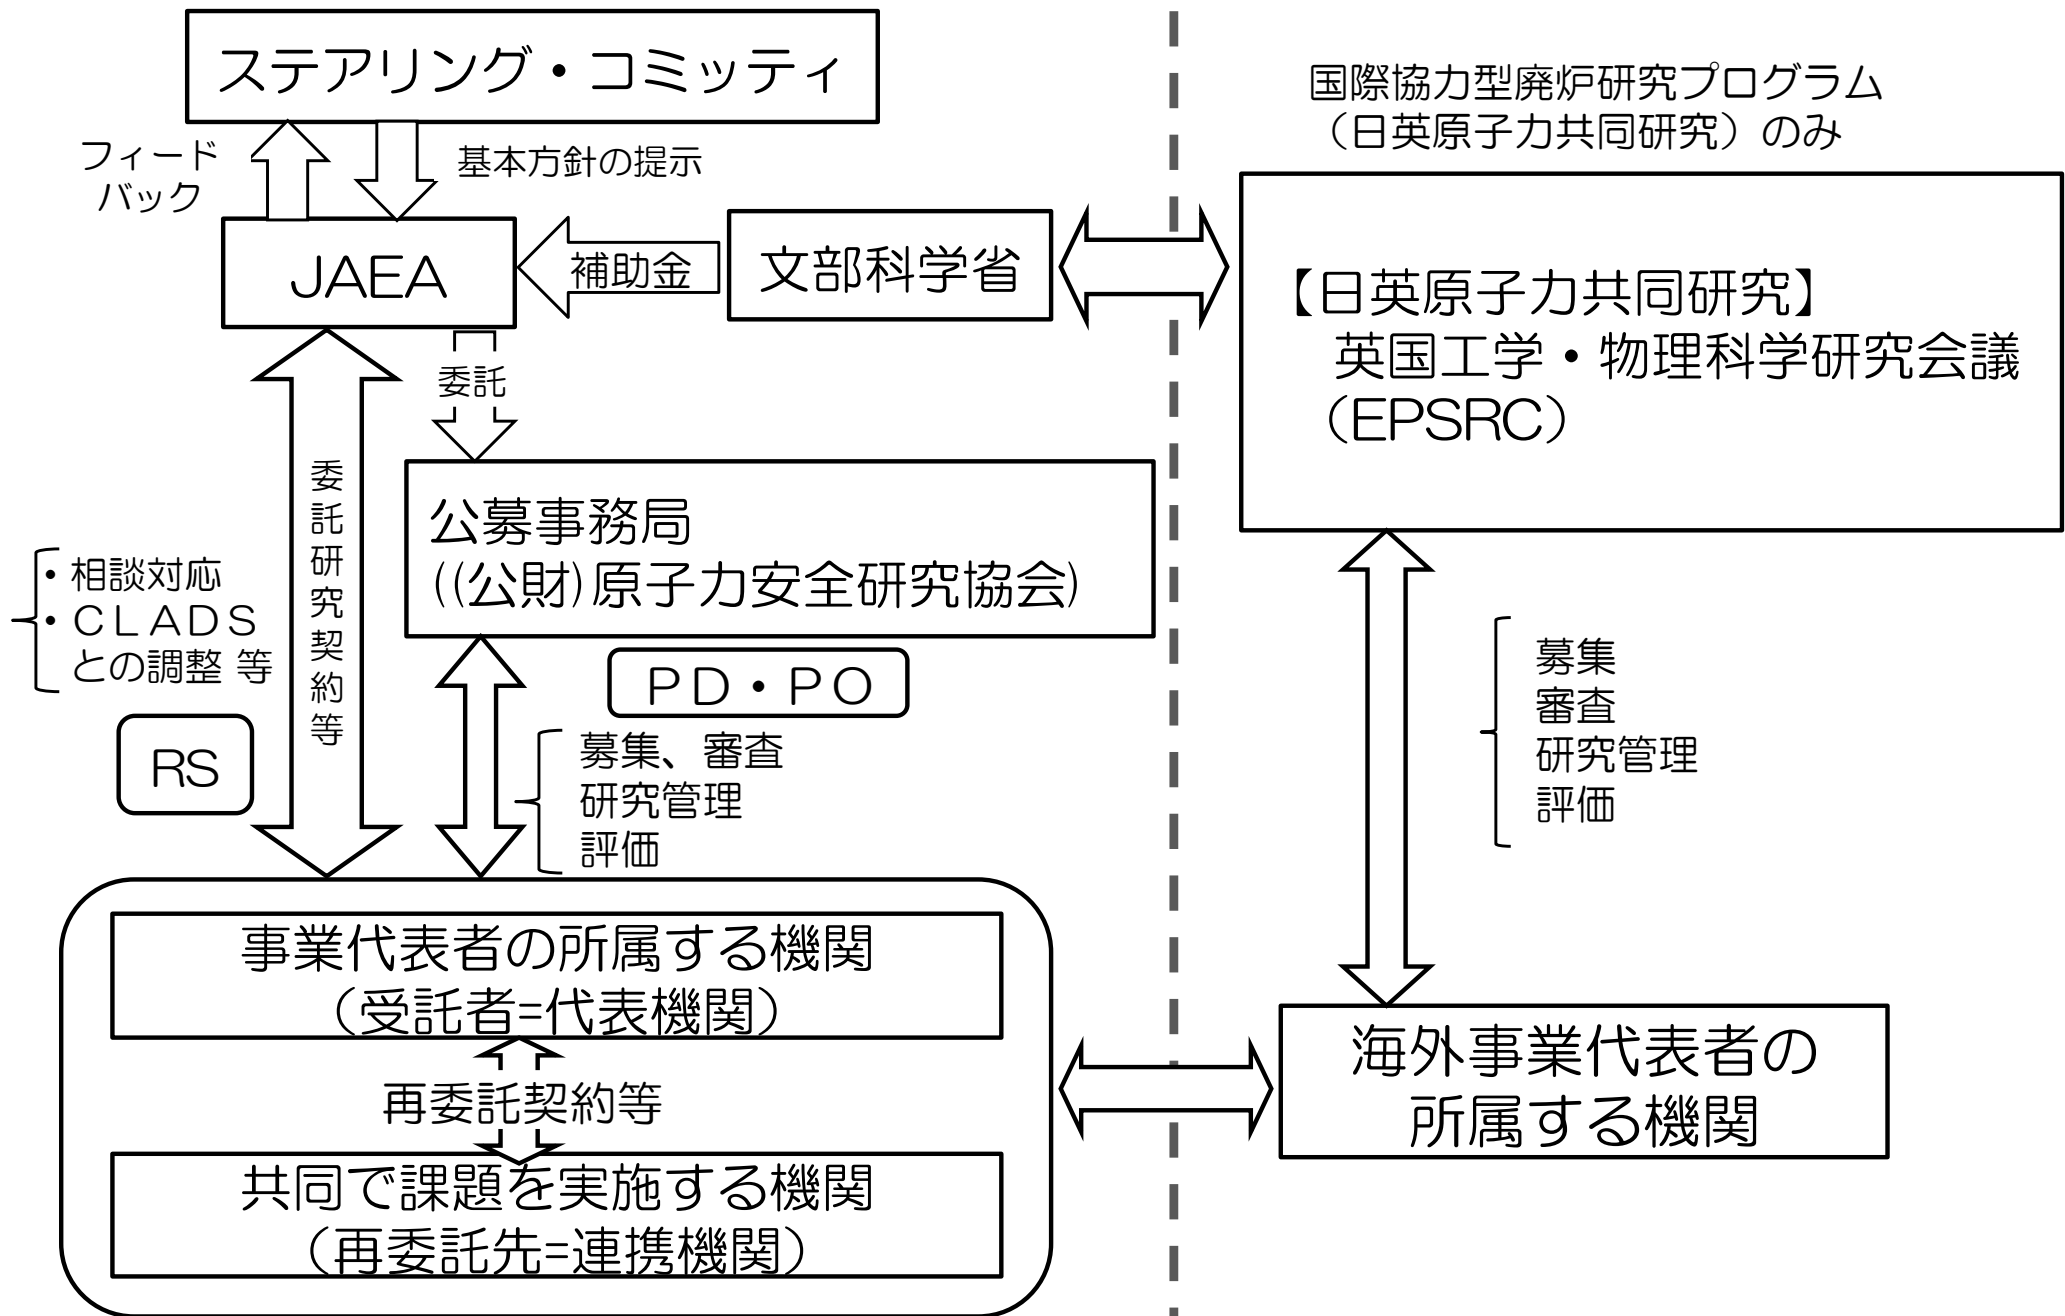 ステアリング・コミッティ
フィード
バック
基本方針の提示
JAEA
補助金
文部科学省
委託
公募事務局
((公財)原子力安全研究協会)
委託研究契約等
・相談対応
・CLADS
との調整 等
RS
PD・PO
募集、審査
研究管理
評価
事業代表者の所属する機関
（受託者=代表機関）
再委託契約等
共同で課題を実施する機関
（再委託先=連携機関）
国際協力型廃炉研究プログラム
（日英原子力共同研究）のみ
【日英原子力共同研究】
英国工学・物理科学研究会議
（EPSRC）
募集
審査
研究管理
評価
海外事業代表者の
所属する機関